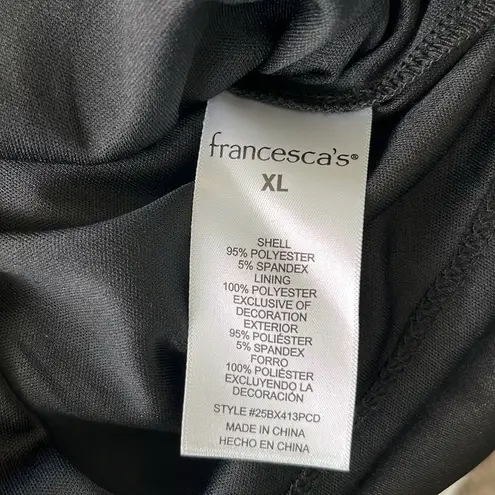 francesca's®
XL
SHELL
95% POLYESTER
5% SPANDEX
LINING
100% POLYESTER
EXCLUSIVE OF
DECORATION
EXTERIOR
95% POLIÉSTER
5% SPANDEX
FORRO
100% POLIÉSTER
EXCLUYENDO LA
DECORACIÓN
STYLE #25BX413PCD
MADE IN CHINA
HECHO EN CHINA